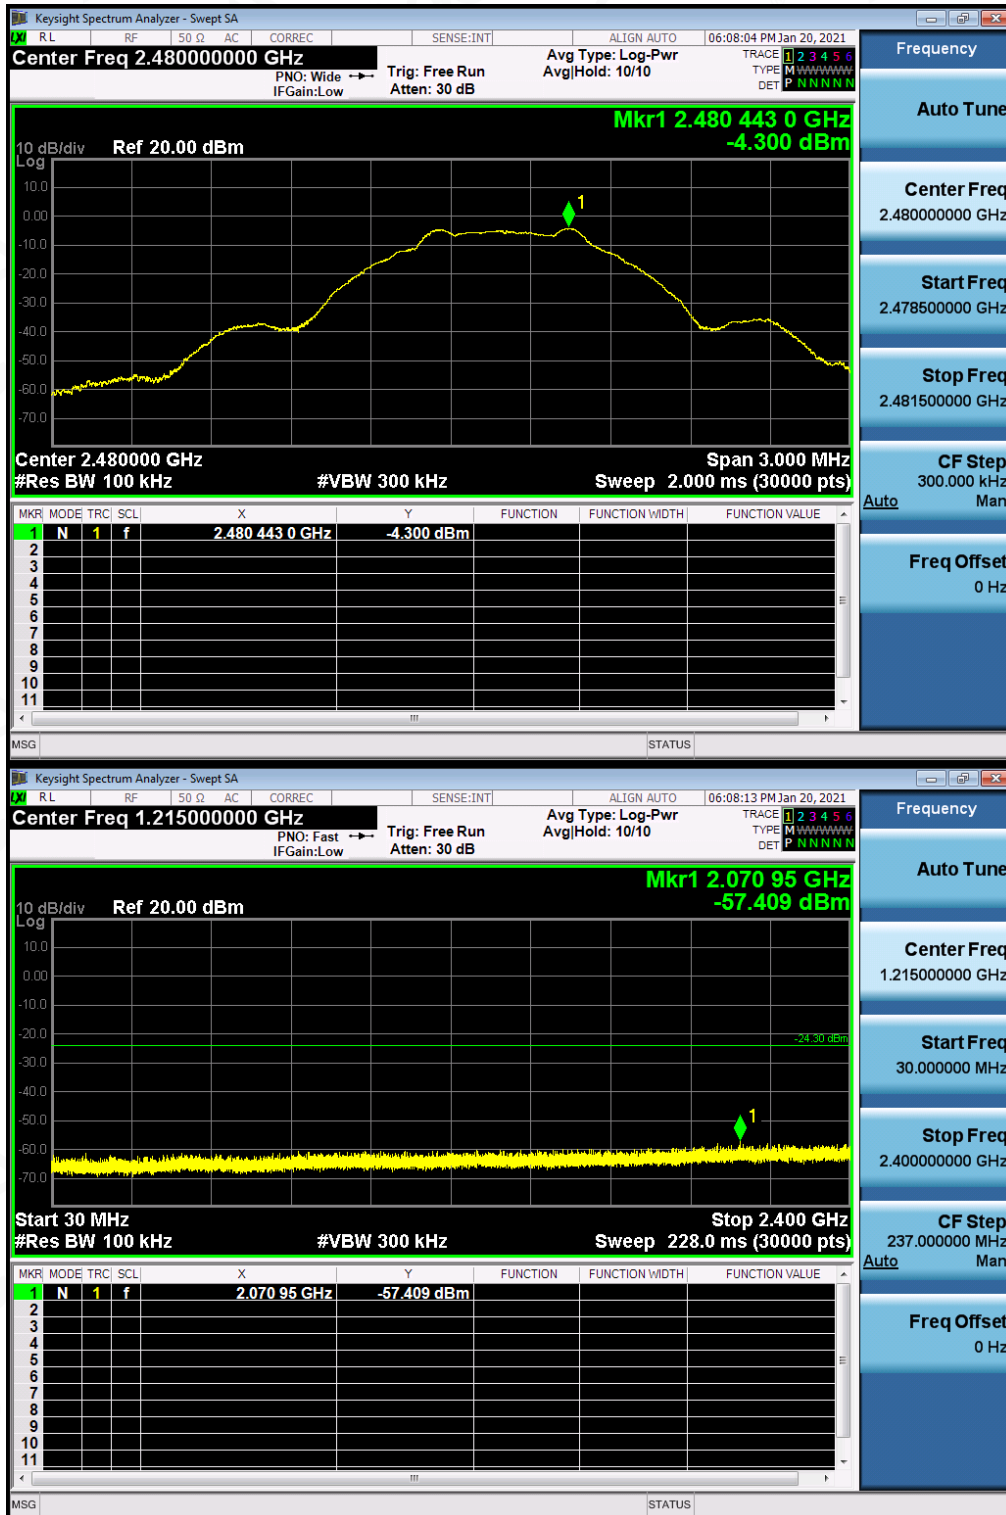 Keysight Spectrum Analyzer - Swept SA
LXI RL RF 50 Ω AC CORREC SENSE:INT ALIGN AUTO 06:08:04 PM Jan 20, 2021
Center Freq 2.480000000 GHz
PNO: Wide
IFGain:Low
Trig: Free Run
Atten: 30 dB
Avg Type: Log-Pwr
Avg|Hold: 10/10
TRACE 1 2 3 4 5 6
TYPE M W W W W W
DET P N N N N N
Mkr1 2.480 443 0 GHz
-4.300 dBm
10 dB/div
Log
Ref 20.00 dBm
10.0
0.00
-10.0
-20.0
-30.0
-40.0
-50.0
-60.0
-70.0
1
Center 2.480000 GHz
Span 3.000 MHz
#Res BW 100 kHz
#VBW 300 kHz
Sweep 2.000 ms (30000 pts)
MKR MODE TRC SCL X Y FUNCTION FUNCTION WIDTH FUNCTION VALUE
1 N 1 f 2.480 443 0 GHz -4.300 dBm
2
3
4
5
6
7
8
9
10
11
MSG
STATUS
Frequency
Auto Tune
Center Freq
2.480000000 GHz
Start Freq
2.478500000 GHz
Stop Freq
2.481500000 GHz
CF Step
300.000 kHz
Auto Man
Freq Offset
0 Hz
Keysight Spectrum Analyzer - Swept SA
LXI RL RF 50 Ω AC CORREC SENSE:INT ALIGN AUTO 06:08:13 PM Jan 20, 2021
Center Freq 1.215000000 GHz
PNO: Fast
IFGain:Low
Trig: Free Run
Atten: 30 dB
Avg Type: Log-Pwr
Avg|Hold: 10/10
TRACE 1 2 3 4 5 6
TYPE M W W W W W
DET P N N N N N
Mkr1 2.070 95 GHz
-57.409 dBm
10 dB/div
Log
Ref 20.00 dBm
10.0
0.00
-10.0
-20.0
-30.0
-40.0
-50.0
-60.0
-70.0
-24.30 dBm
1
Start 30 MHz
Stop 2.400 GHz
#Res BW 100 kHz
#VBW 300 kHz
Sweep 228.0 ms (30000 pts)
MKR MODE TRC SCL X Y FUNCTION FUNCTION WIDTH FUNCTION VALUE
1 N 1 f 2.070 95 GHz -57.409 dBm
2
3
4
5
6
7
8
9
10
11
MSG
STATUS
Frequency
Auto Tune
Center Freq
1.215000000 GHz
Start Freq
30.000000 MHz
Stop Freq
2.400000000 GHz
CF Step
237.000000 MHz
Auto Man
Freq Offset
0 Hz